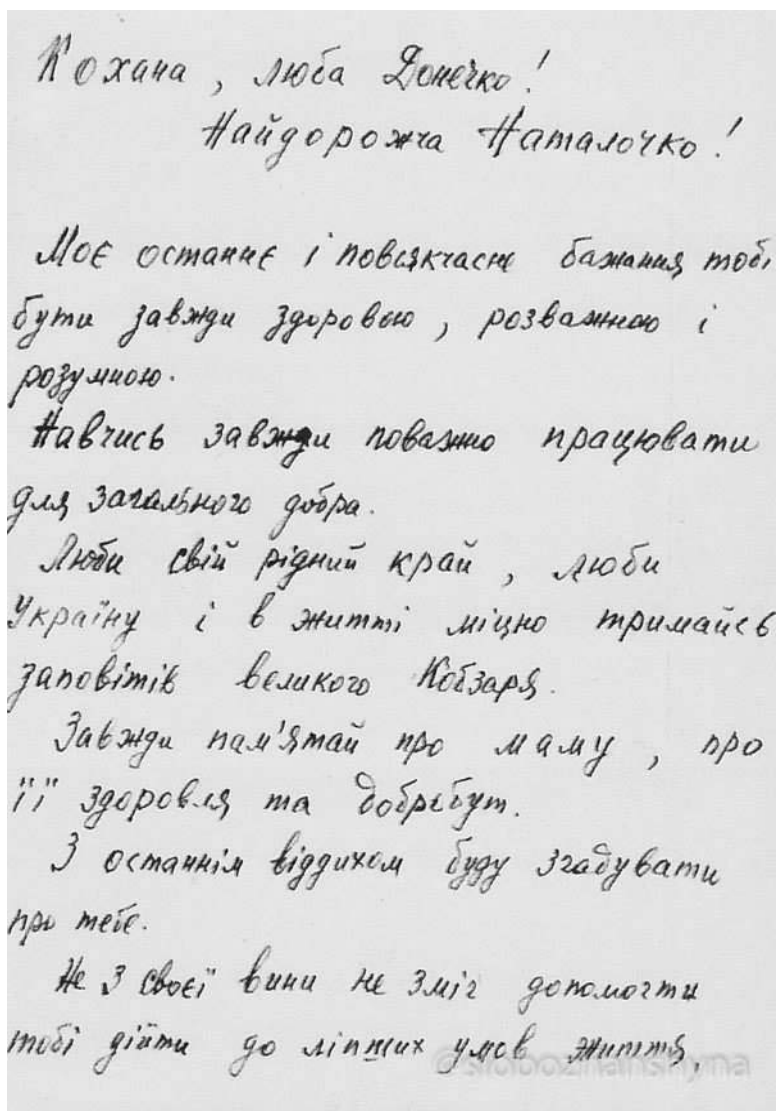 Кохана, люба Донечко!
Найдорожча Наталочко!
Моє останнє і повсякчасне бажання тобі
бути завжди здоровою, розважною і
розумною.
Навчись завжди поважно працювати
для загального добра.
Люби свій рідний край, люби
Україну і в житті міцно тримайсь
заповітів великого Кобзаря.
Завжди пам'ятай про маму, про
її здоровля та добробут.
З останнім віддихом буду згадувати
про тебе.
Не з своєї вини не зміг допомогти
тобі дійти до ліпших умов життя.
©slobozhanshyna